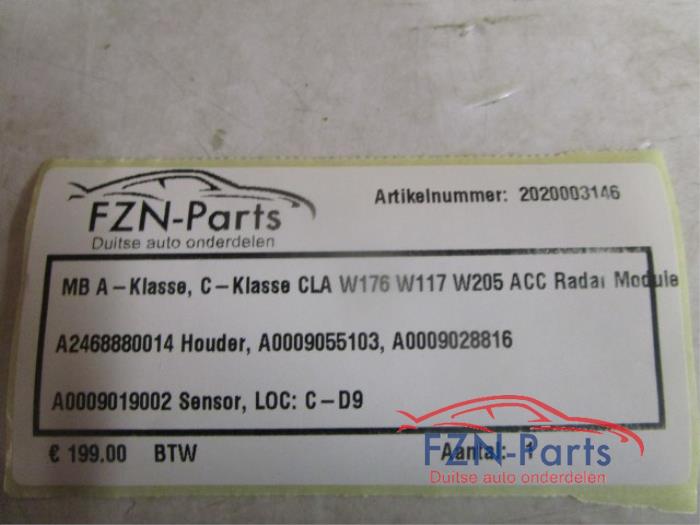 FZN-Parts
Duitse auto onderdelen
Artikelnummer: 2020003146
MB A-Klasse, C-Klasse CLA W176 W117 W205 ACC Radar Module
A2468880014 Houder, A0009055103, A0009028816
A0009019002 Sensor, LOC: C-D9
€ 199.00 BTW
Aantal: 1
FZN-Parts
Duitse auto onderdelen